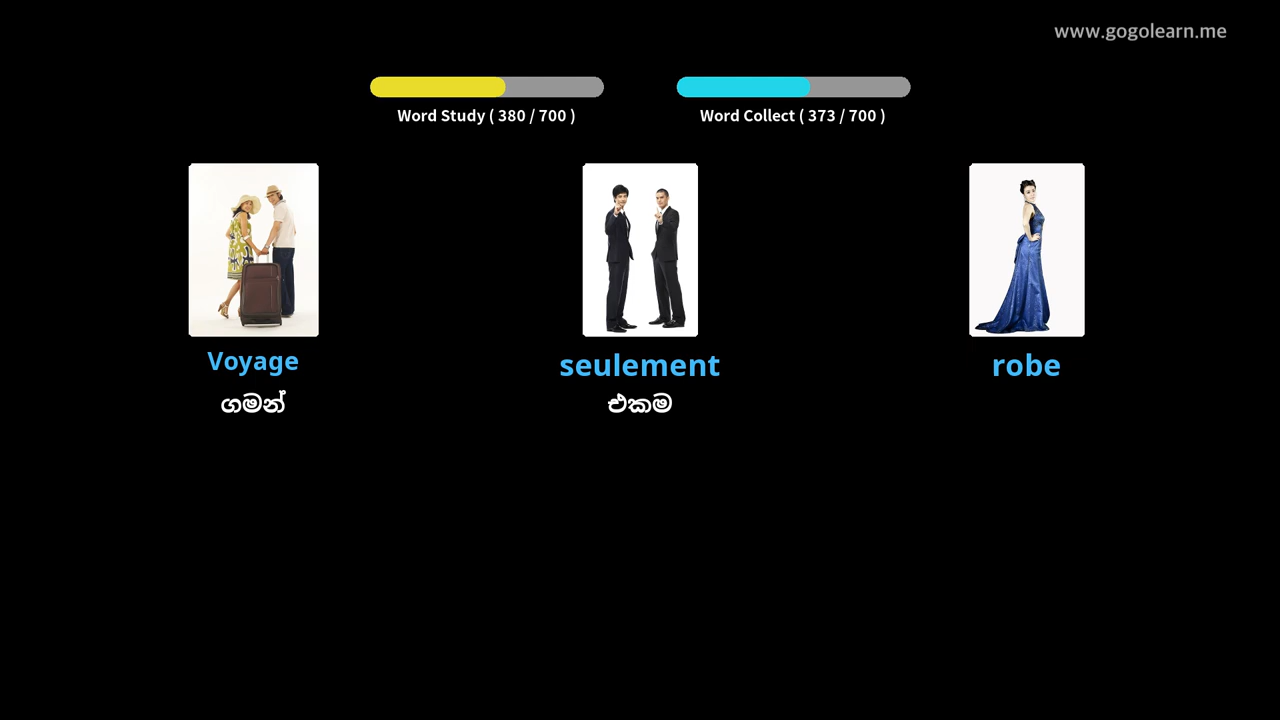 www.gogolearn.me
Word Study ( 380 / 700 )
Word Collect ( 373 / 700 )
Voyage
ගමන්
seulement
එකම
robe